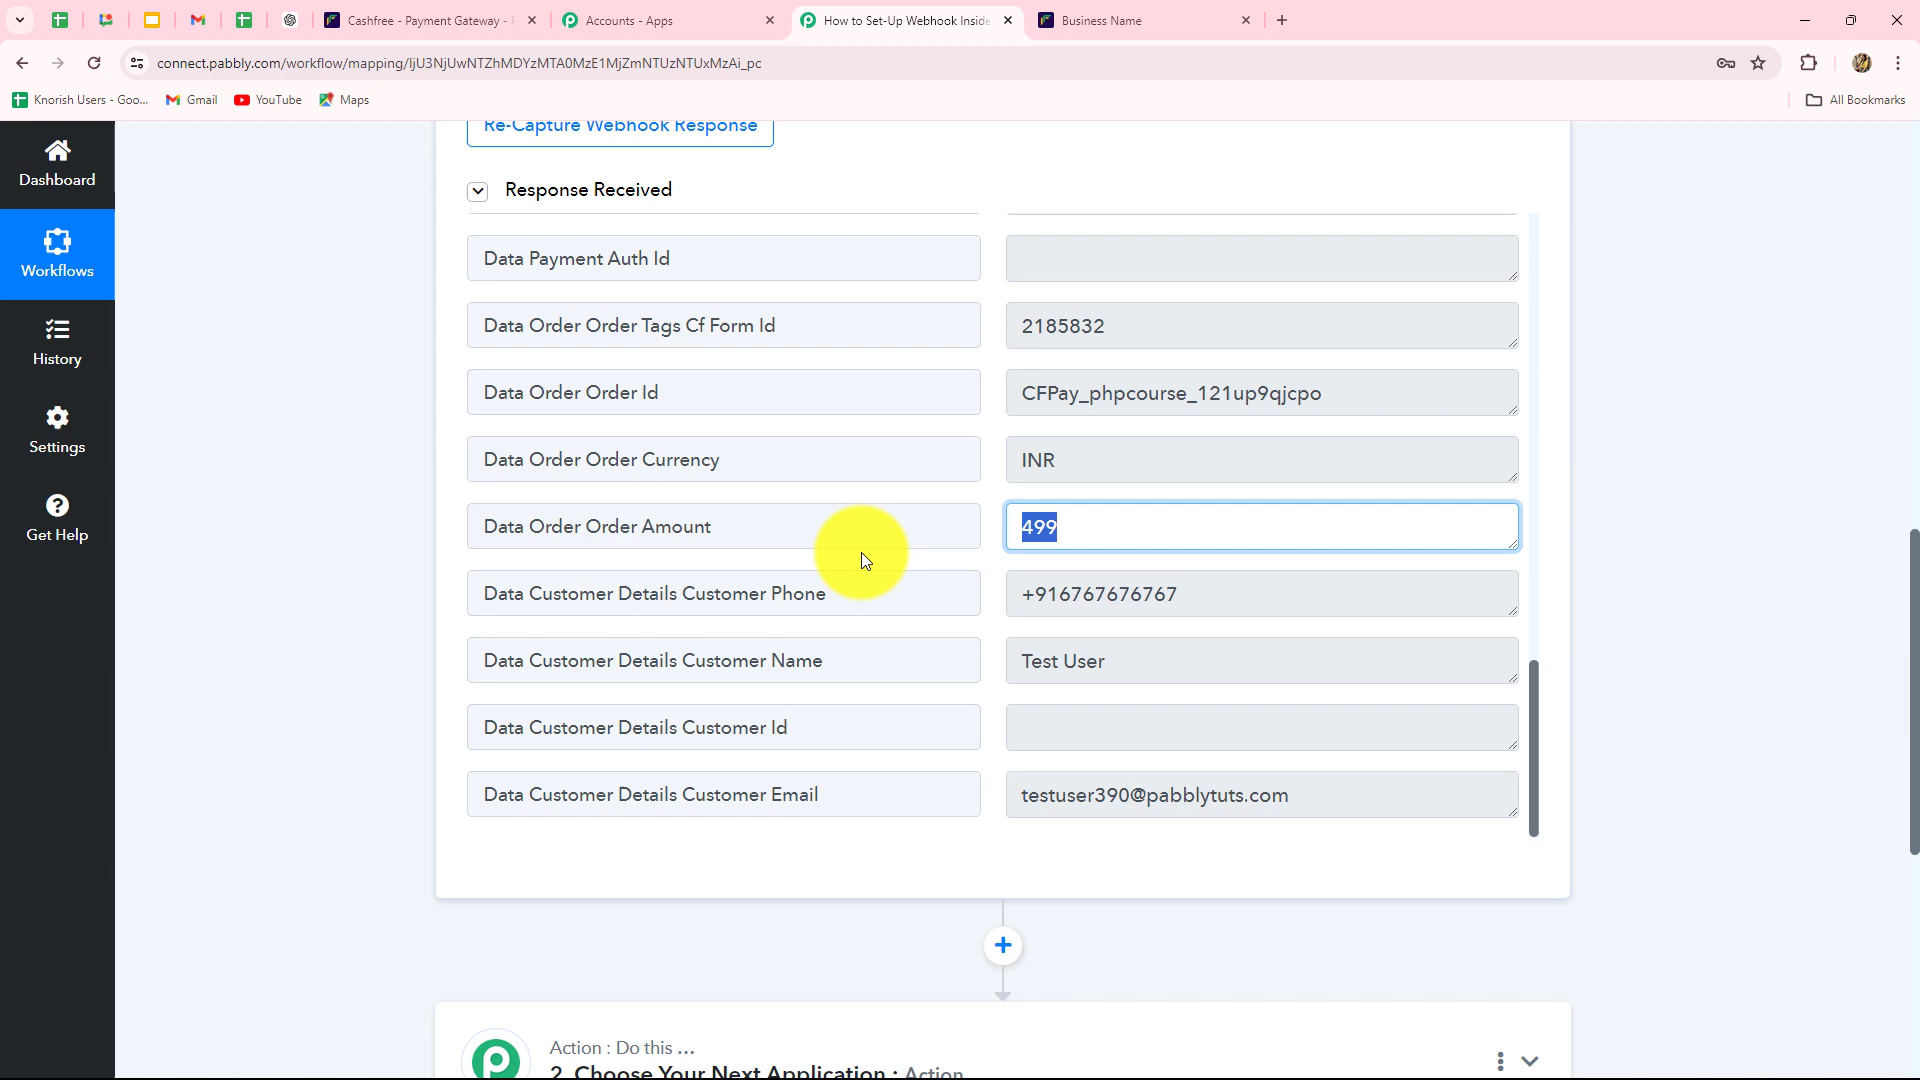 Cashfree - Payment Gateway -
Accounts - Apps
How to Set-Up Webhook Inside
Business Name
connect.pabbly.com/workflow/mapping/IjU3NjUwNTZhMDYzMTA0MzE1MjZmNTUzNTUxMzAi_pc
Knorish Users - Goo...
Gmail
YouTube
Maps
All Bookmarks
Dashboard
Workflows
History
Settings
Get Help
Re-Capture Webhook Response
Response Received
Data Payment Auth Id
Data Order Order Tags Cf Form Id
2185832
Data Order Order Id
CFPay_phpcourse_121up9qjcpo
Data Order Order Currency
INR
Data Order Order Amount
499
Data Customer Details Customer Phone
+916767676767
Data Customer Details Customer Name
Test User
Data Customer Details Customer Id
Data Customer Details Customer Email
testuser390@pabblytuts.com
Action : Do this ...
2. Choose Your Next Application : Action